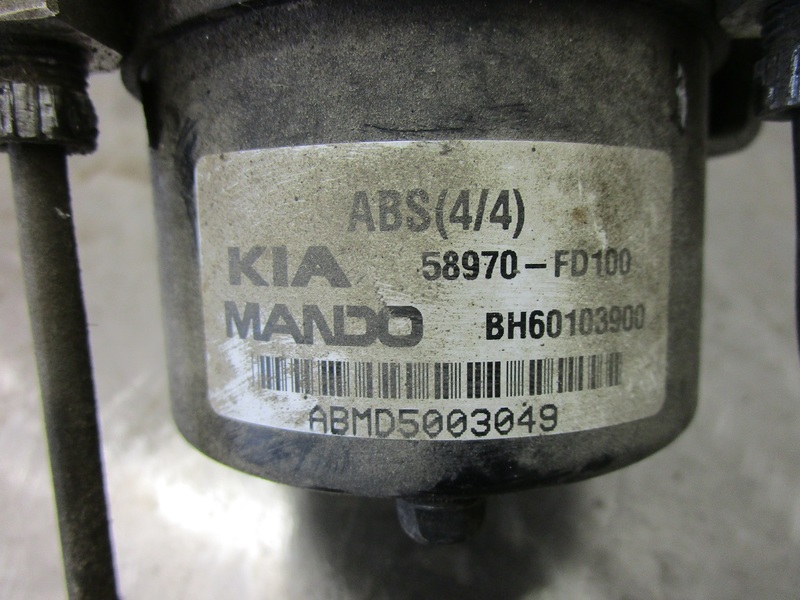 ABS(4/4)
KIA 58970-FD100
MANDO BH60103900
ABMD5003049